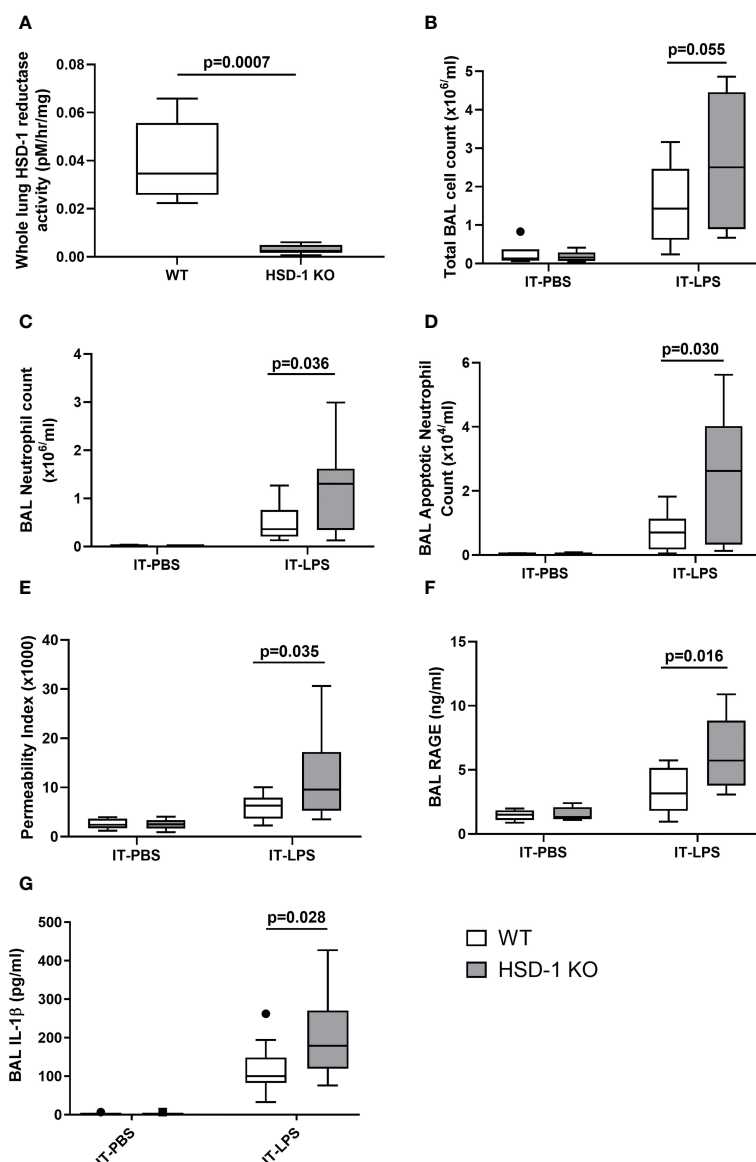 A
Whole lung HSD-1 reductase
activity (pM/hr/mg)
0.08
0.06
0.04
0.02
0.00
p=0.0007
WT
HSD-1 KO
B
Total BAL cell count (x10⁶/ml)
5
4
3
2
1
0
p=0.055
IT-PBS
IT-LPS
C
BAL Neutrophil count
(x10⁶/ml)
4
3
2
1
0
p=0.036
IT-PBS
IT-LPS
D
BAL Apoptotic Neutrophil
Count (x10⁴/ml)
6
4
2
0
p=0.030
IT-PBS
IT-LPS
E
Permeability Index (x1000)
40
30
20
10
0
p=0.035
IT-PBS
IT-LPS
F
BAL RAGE (ng/ml)
15
10
5
0
p=0.016
IT-PBS
IT-LPS
G
BAL IL-1β (pg/ml)
500
400
300
200
100
0
p=0.028
IT-PBS
IT-LPS
WT
HSD-1 KO